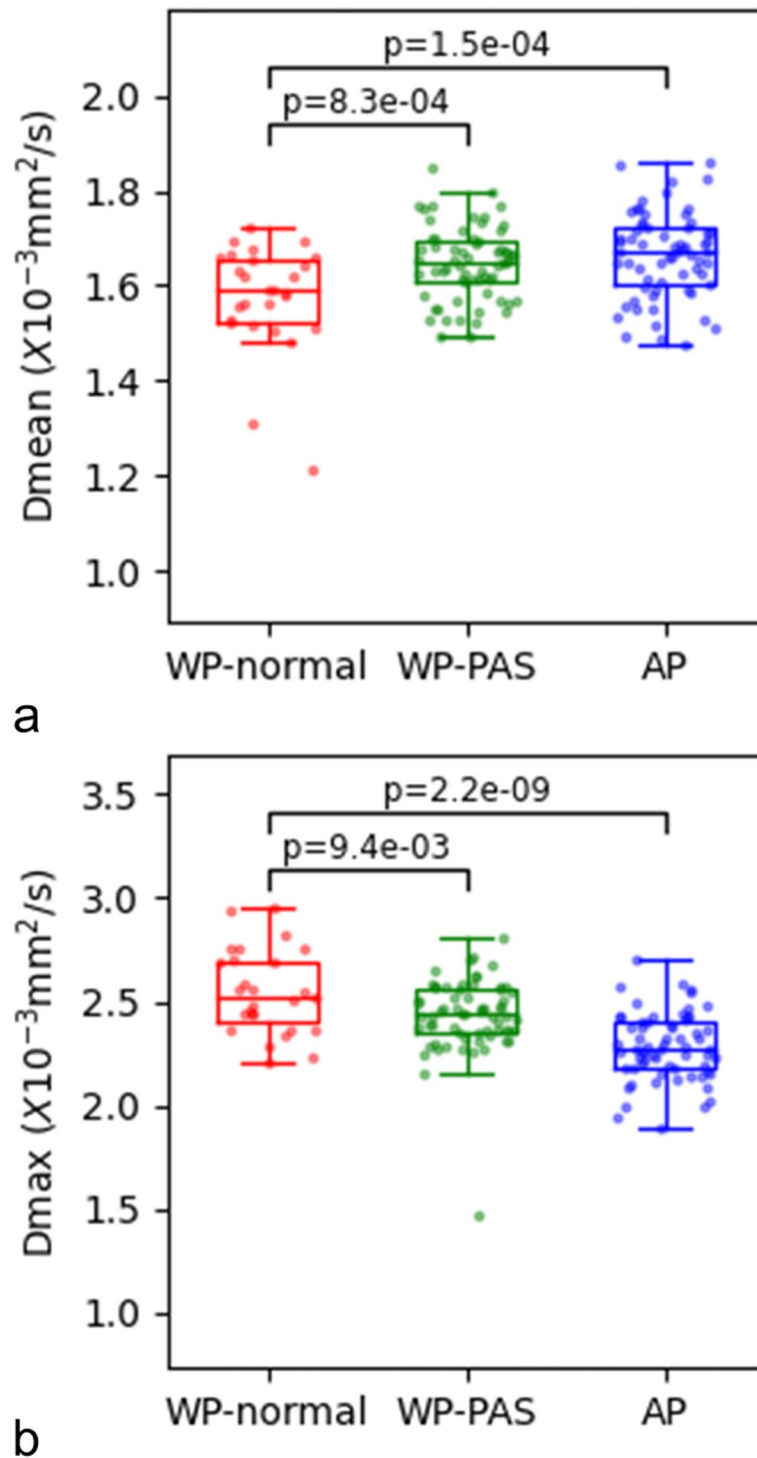 p=1.5e-04
p=8.3e-04
Dmean (X10⁻³mm²/s)
2.0
1.8
1.6
1.4
1.2
1.0
WP-normal WP-PAS AP
a
p=2.2e-09
p=9.4e-03
Dmax (X10⁻³mm²/s)
3.5
3.0
2.5
2.0
1.5
1.0
WP-normal WP-PAS AP
b